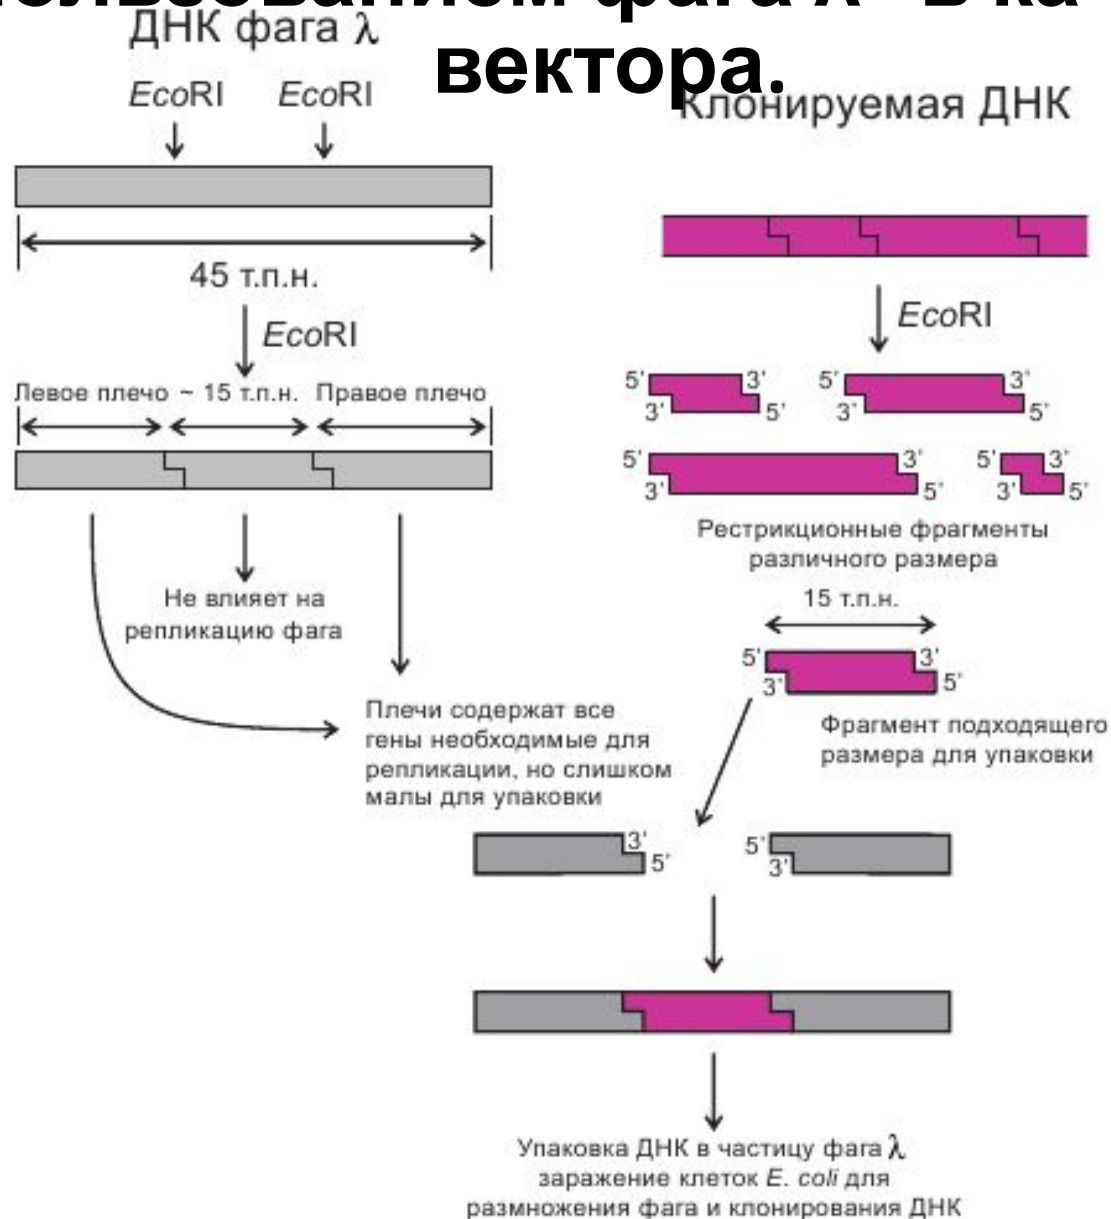 пользованием фага λ в ка
вектора.
ДНК фага λ
EcoRI EcoRI
45 т.п.н.
EcoRI
Левое плечо ~ 15 т.п.н. Правое плечо
Не влияет на
репликацию фага
Плечи содержат все
гены необходимые для
репликации, но слишком
малы для упаковки
Клонируемая ДНК
EcoRI
5' 3' 5' 3'
3' 5' 3' 5'
5' 3' 5' 3'
3' 5' 3' 5'
Рестрикционные фрагменты
различного размера
15 т.п.н.
5' 3'
3' 5'
Фрагмент подходящего
размера для упаковки
3' 5'
5' 3'
Упаковка ДНК в частицу фага λ
заражение клеток E. coli для
размножения фага и клонирования ДНК